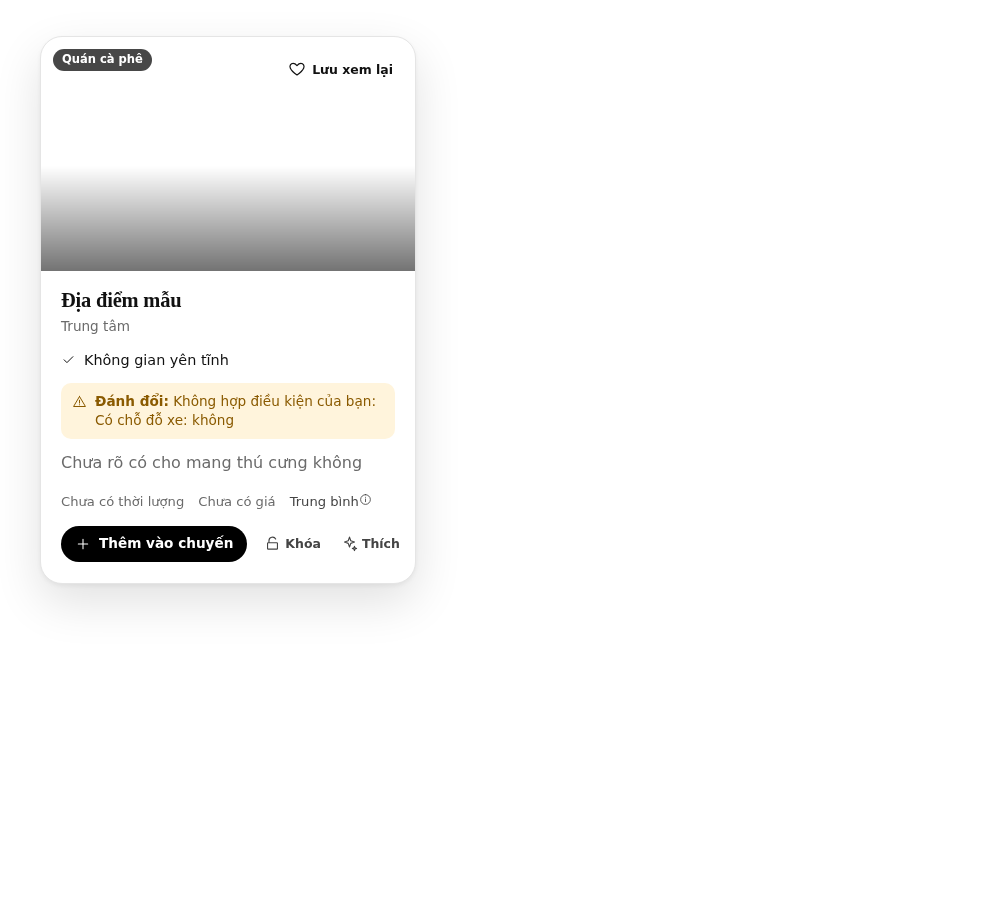 Quán cà phê
Lưu xem lại
Địa điểm mẫu
Trung tâm
Không gian yên tĩnh
Đánh đổi: Không hợp điều kiện của bạn:
Có chỗ đỗ xe: không
Chưa rõ có cho mang thú cưng không
Chưa có thời lượng Chưa có giá Trung bình
Thêm vào chuyến Khóa Thích